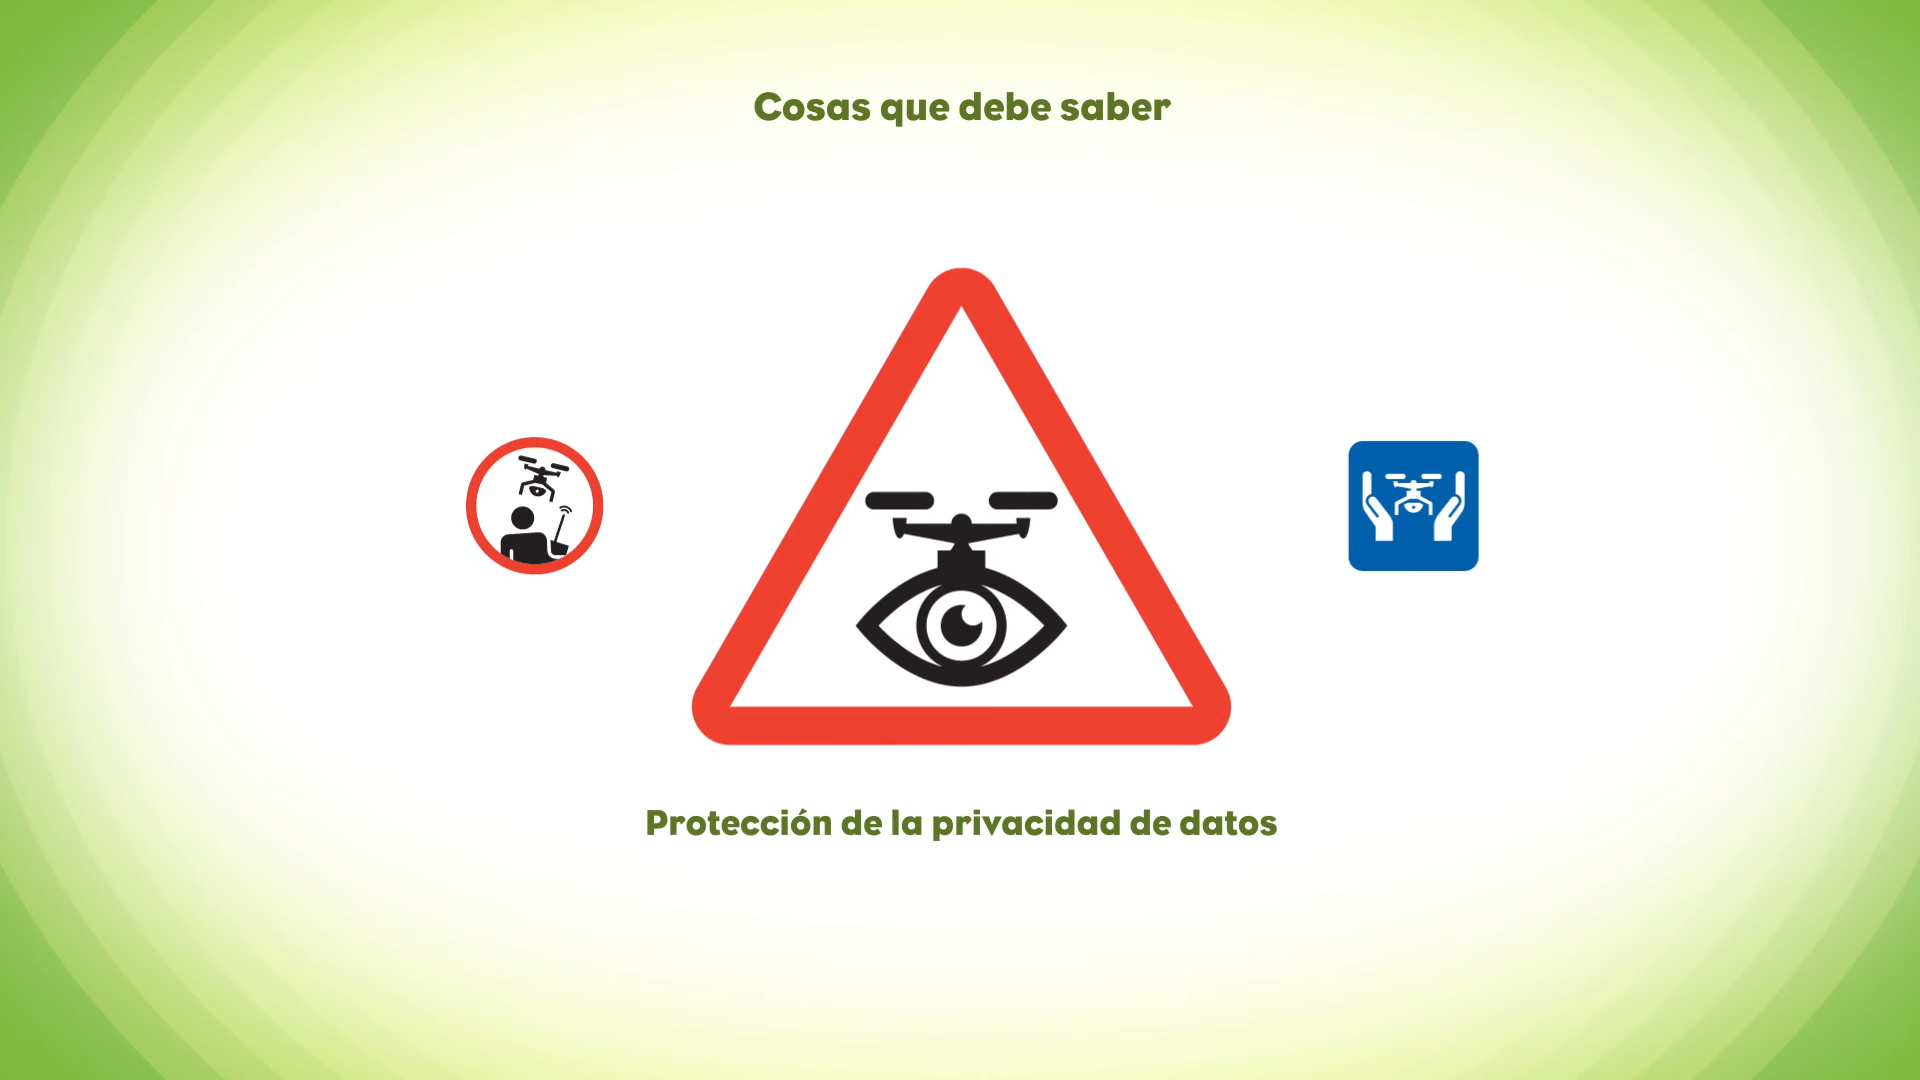 Cosas que debe saber
Protección de la privacidad de datos